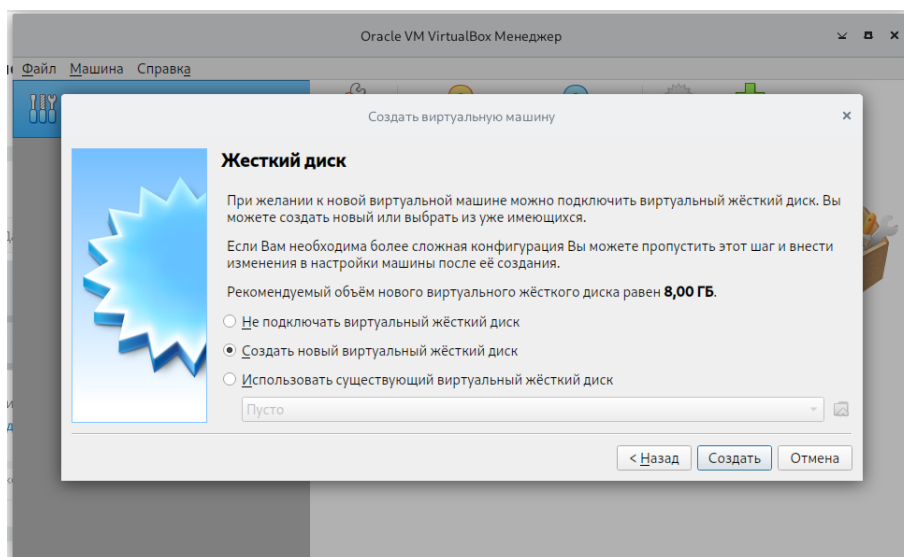 Oracle VM VirtualBox Менеджер
Файл Машина Справка
Создать виртуальную машину
Жесткий диск
При желании к новой виртуальной машине можно подключить виртуальный жёсткий диск. Вы
можете создать новый или выбрать из уже имеющихся.
Если Вам необходима более сложная конфигурация Вы можете пропустить этот шаг и внести
изменения в настройки машины после её создания.
Рекомендуемый объём нового виртуального жёсткого диска равен 8,00 ГБ.
Не подключать виртуальный жёсткий диск
Создать новый виртуальный жёсткий диск
Использовать существующий виртуальный жёсткий диск
Пусто
< Назад Создать Отмена